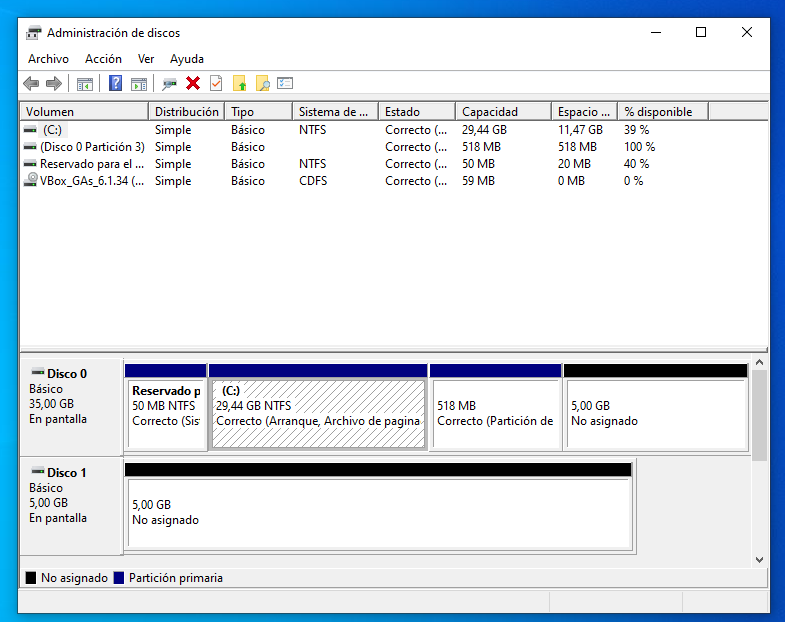 Administración de discos
Archivo Acción Ver Ayuda
Volumen Distribución Tipo Sistema de ... Estado Capacidad Espacio ... % disponible
(C:) Simple Básico NTFS Correcto (... 29,44 GB 11,47 GB 39 %
(Disco 0 Partición 3) Simple Básico Correcto (... 518 MB 518 MB 100 %
Reservado para el ... Simple Básico NTFS Correcto (... 50 MB 20 MB 40 %
VBox_GAs_6.1.34 (... Simple Básico CDFS Correcto (... 59 MB 0 MB 0 %
Disco 0
Básico
35,00 GB
En pantalla
Reservado p
50 MB NTFS
Correcto (Sis
(C:)
29,44 GB NTFS
Correcto (Arranque, Archivo de pagina
518 MB
Correcto (Partición de
5,00 GB
No asignado
Disco 1
Básico
5,00 GB
En pantalla
5,00 GB
No asignado
No asignado Partición primaria